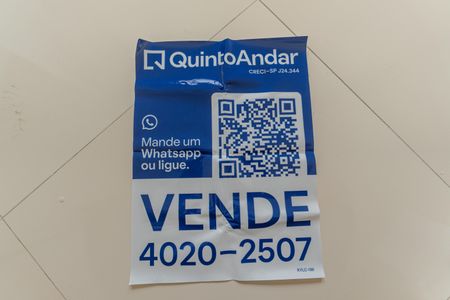 QuintoAndar
CRECI-SP J24.344
Mande um
Whatsapp
ou ligue.
VENDE
4020-2507